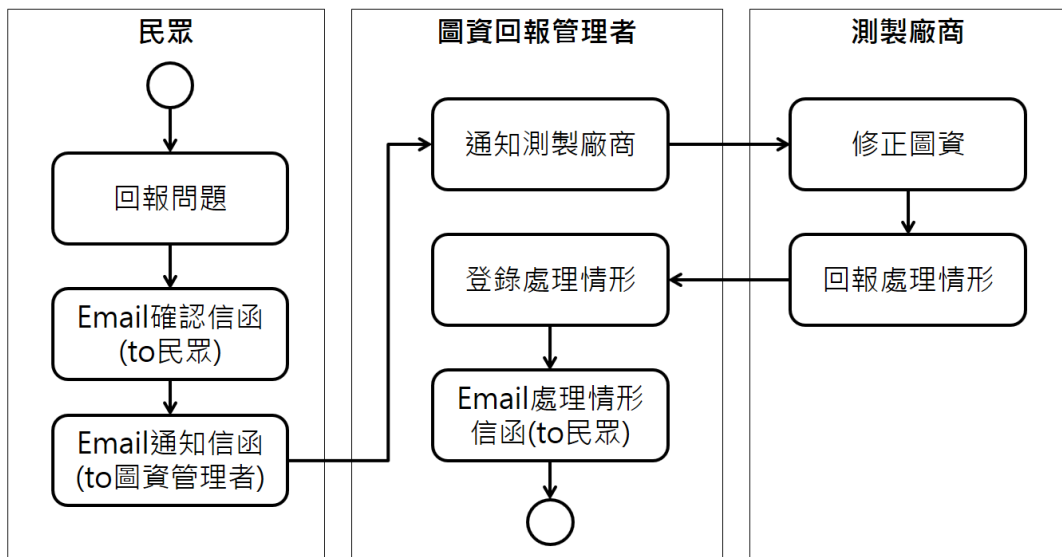 民眾
圖資回報管理者
測製廠商
回報問題
Email確認信函
(to民眾)
Email通知信函
(to圖資管理者)
通知測製廠商
登錄處理情形
Email處理情形
信函(to民眾)
修正圖資
回報處理情形